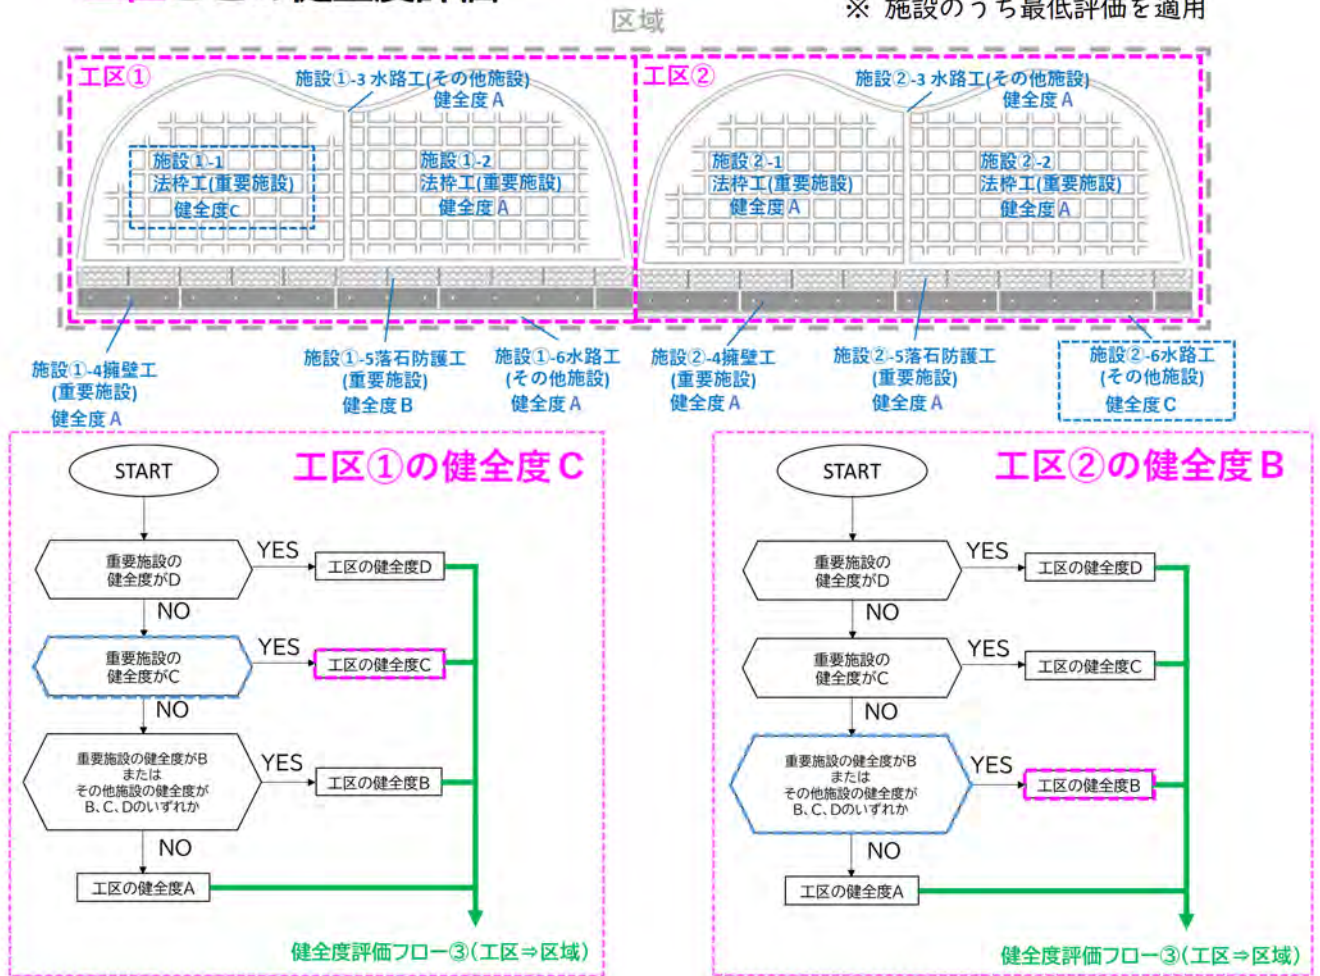 ※ 施設のうち最低評価を適用
区域
工区①
施設①-3 水路工(その他施設)
健全度 A
施設①-1
法枠工(重要施設)
健全度C
施設①-2
法枠工(重要施設)
健全度 A
工区②
施設②-3 水路工(その他施設)
健全度 A
施設②-1
法枠工(重要施設)
健全度 A
施設②-2
法枠工(重要施設)
健全度 A
施設①-4擁壁工
(重要施設)
健全度 A
施設①-5落石防護工
(重要施設)
健全度 B
施設①-6水路工
(その他施設)
健全度 A
施設②-4擁壁工
(重要施設)
健全度 A
施設②-5落石防護工
(重要施設)
健全度 A
施設②-6水路工
(その他施設)
健全度 C
工区①の健全度 C
START
重要施設の
健全度がD
YES
工区の健全度D
NO
重要施設の
健全度がC
YES
工区の健全度C
NO
重要施設の健全度がB
または
その他施設の健全度が
B、C、Dのいずれか
YES
工区の健全度B
NO
工区の健全度A
健全度評価フロー③(工区⇒区域)
工区②の健全度 B
START
重要施設の
健全度がD
YES
工区の健全度D
NO
重要施設の
健全度がC
YES
工区の健全度C
NO
重要施設の健全度がB
または
その他施設の健全度が
B、C、Dのいずれか
YES
工区の健全度B
NO
工区の健全度A
健全度評価フロー③(工区⇒区域)